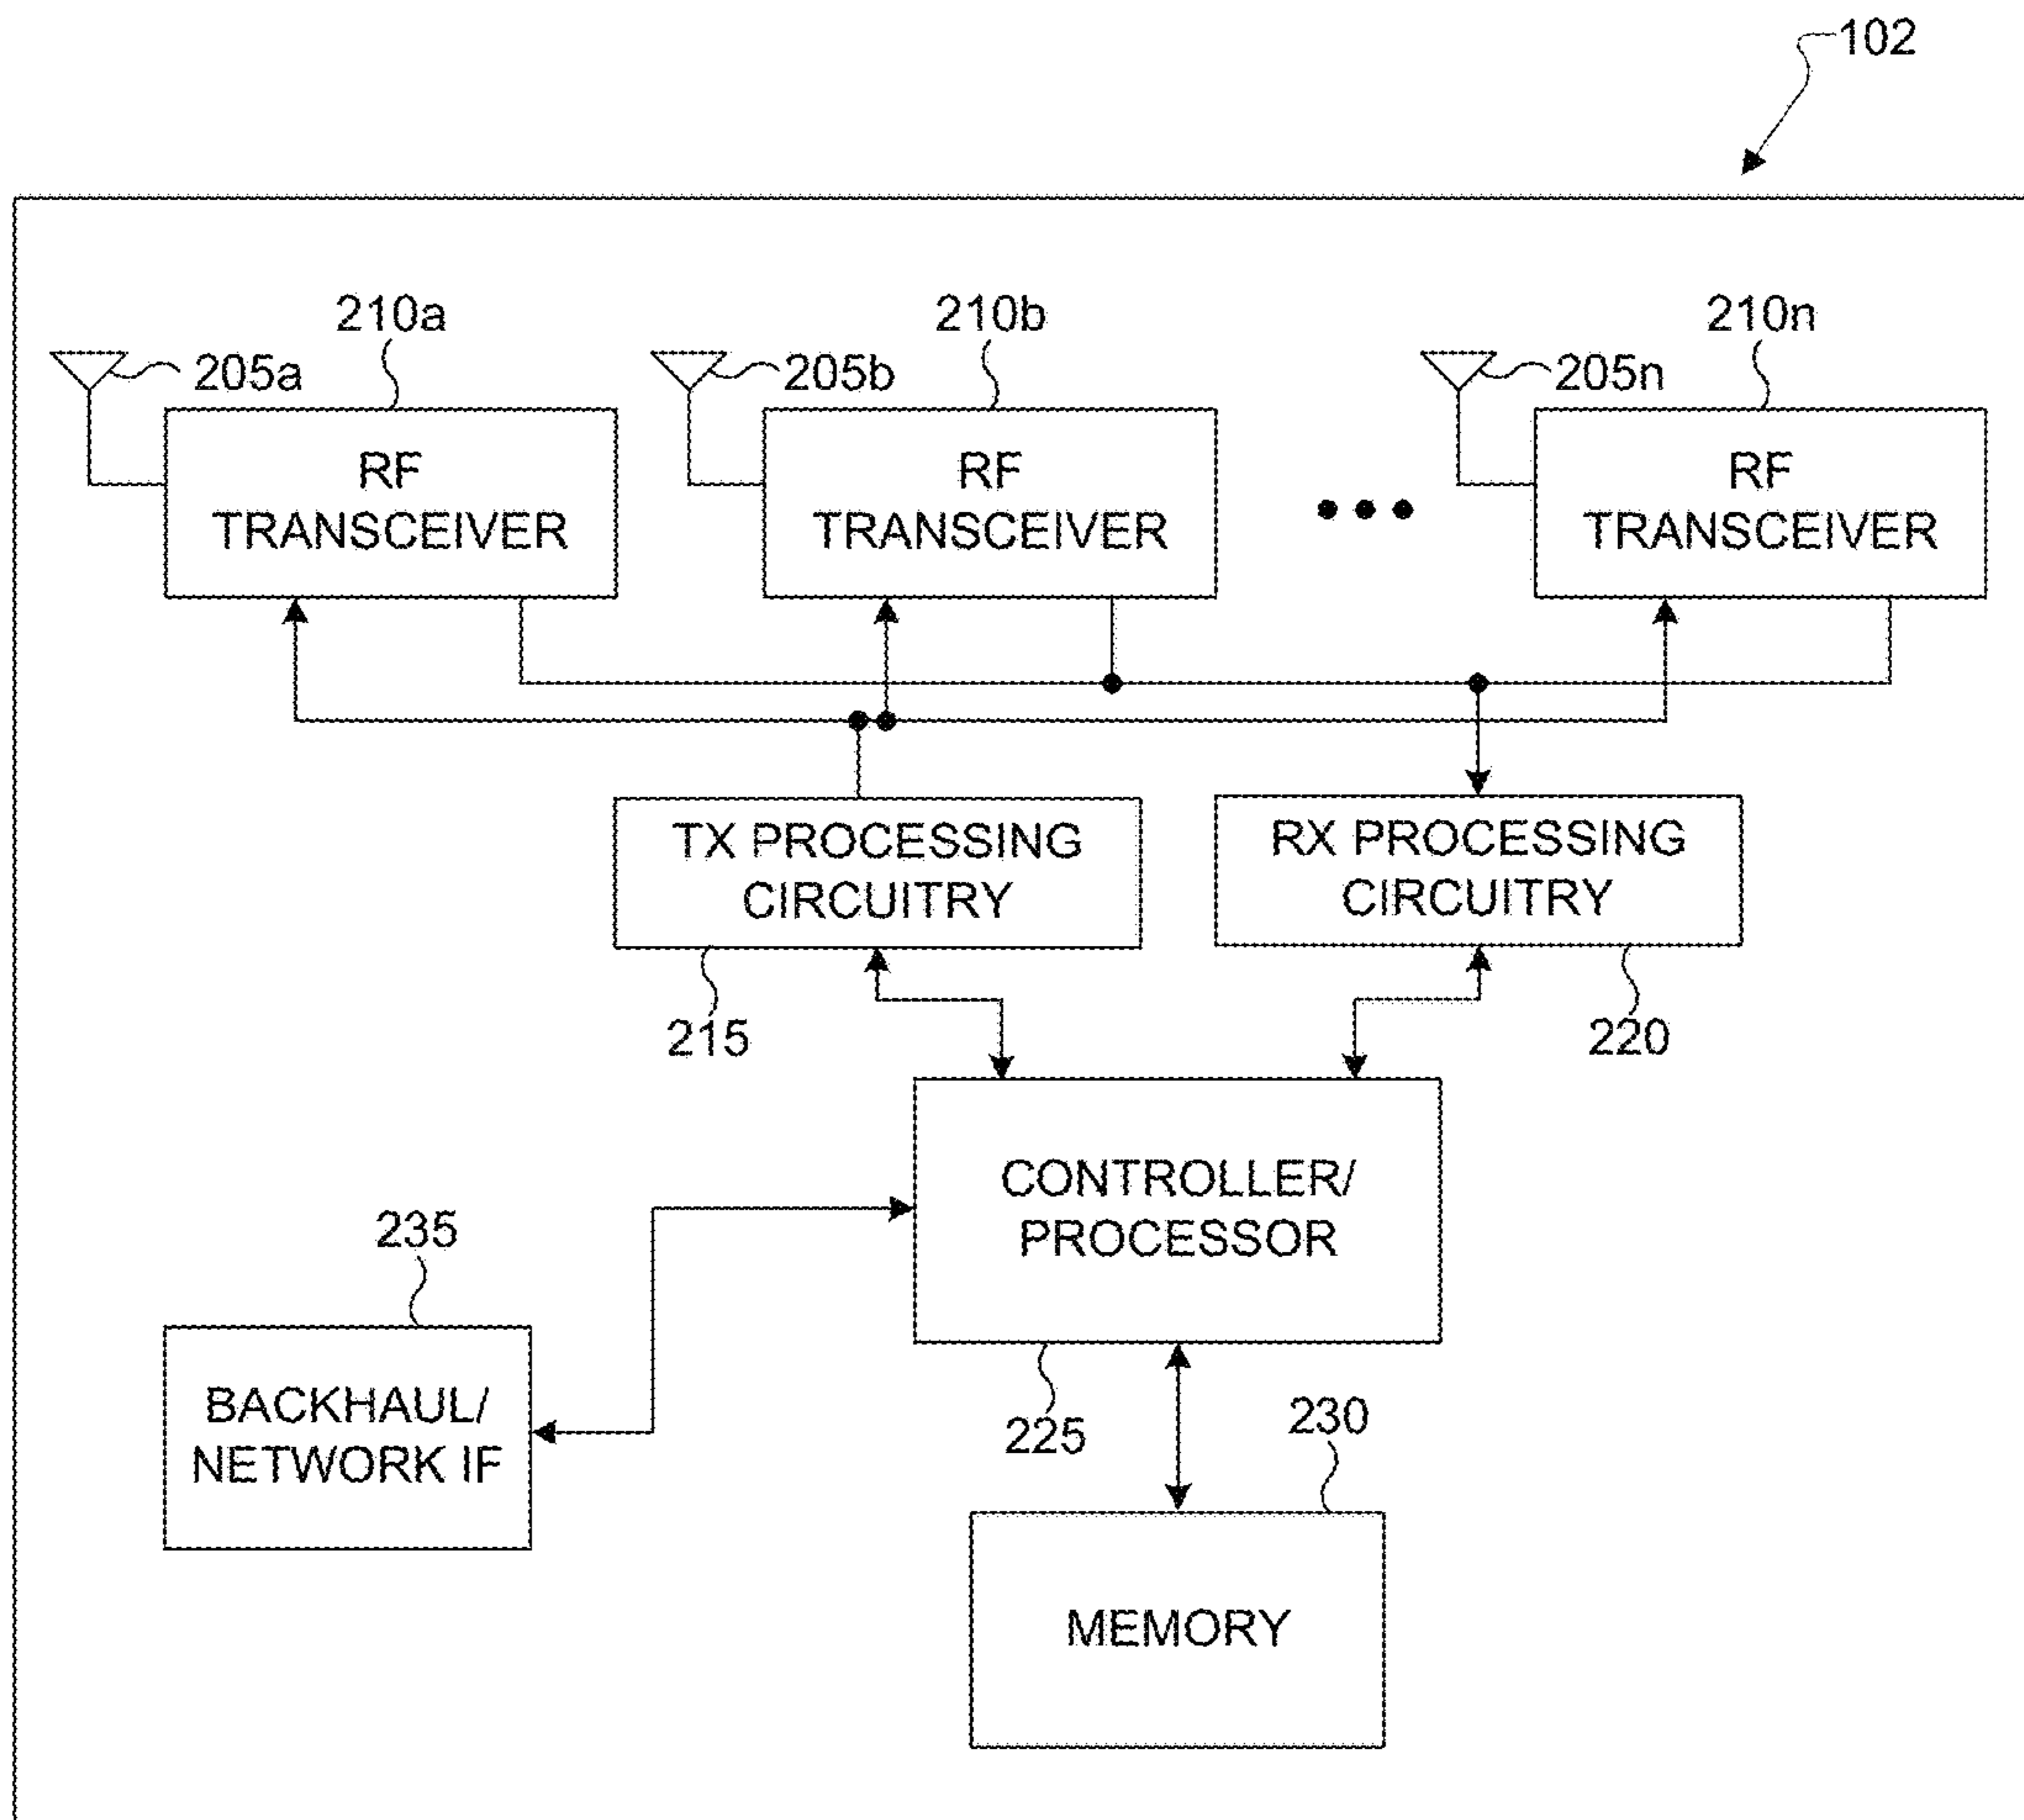 102
210a
210b
210n
205a
205b
205n
RF
TRANSCEIVER
RF
TRANSCEIVER
RF
TRANSCEIVER
TX PROCESSING
CIRCUITRY
RX PROCESSING
CIRCUITRY
215
220
CONTROLLER/
PROCESSOR
235
BACKHAUL/
NETWORK IF
225
230
MEMORY